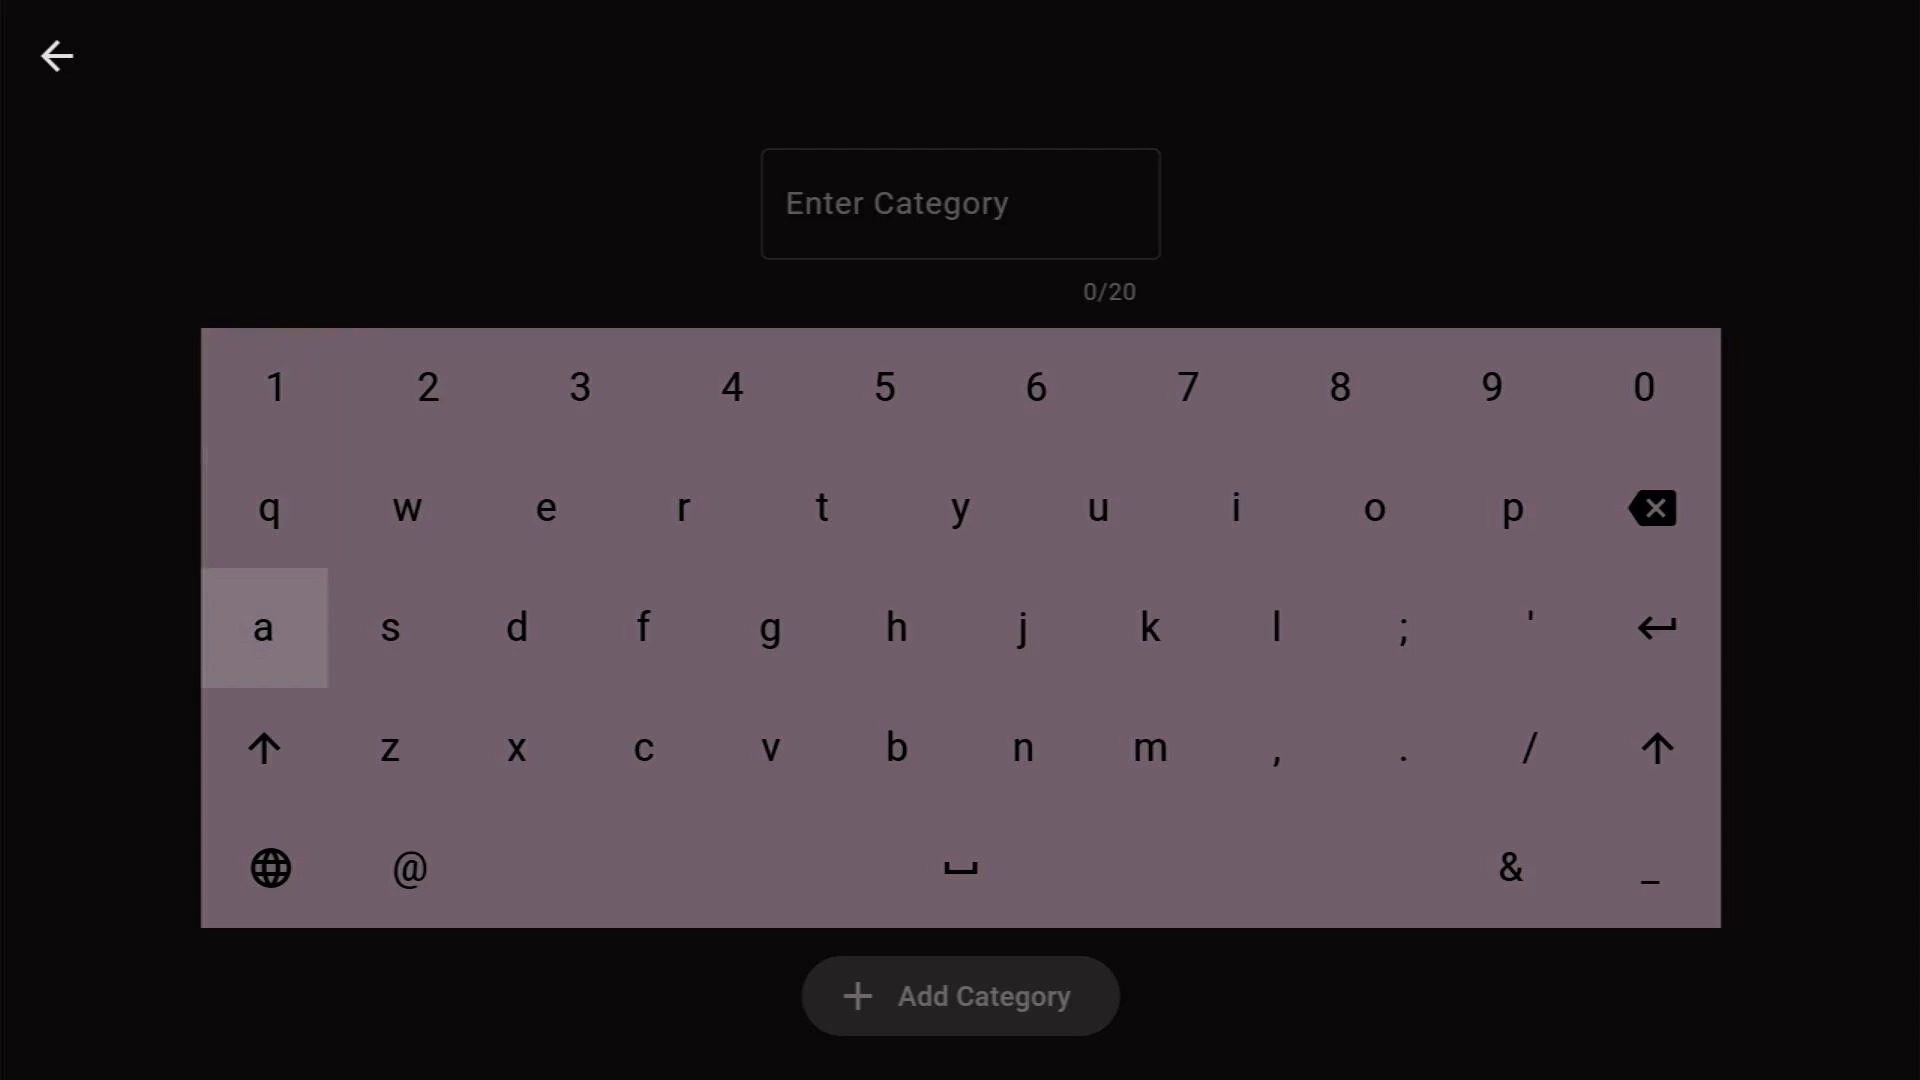 Enter Category
0/20
1 2 3 4 5 6 7 8 9 0
q w e r t y u i o p
a s d f g h j k l ; '
z x c v b n m , . /
@ & _
Add Category